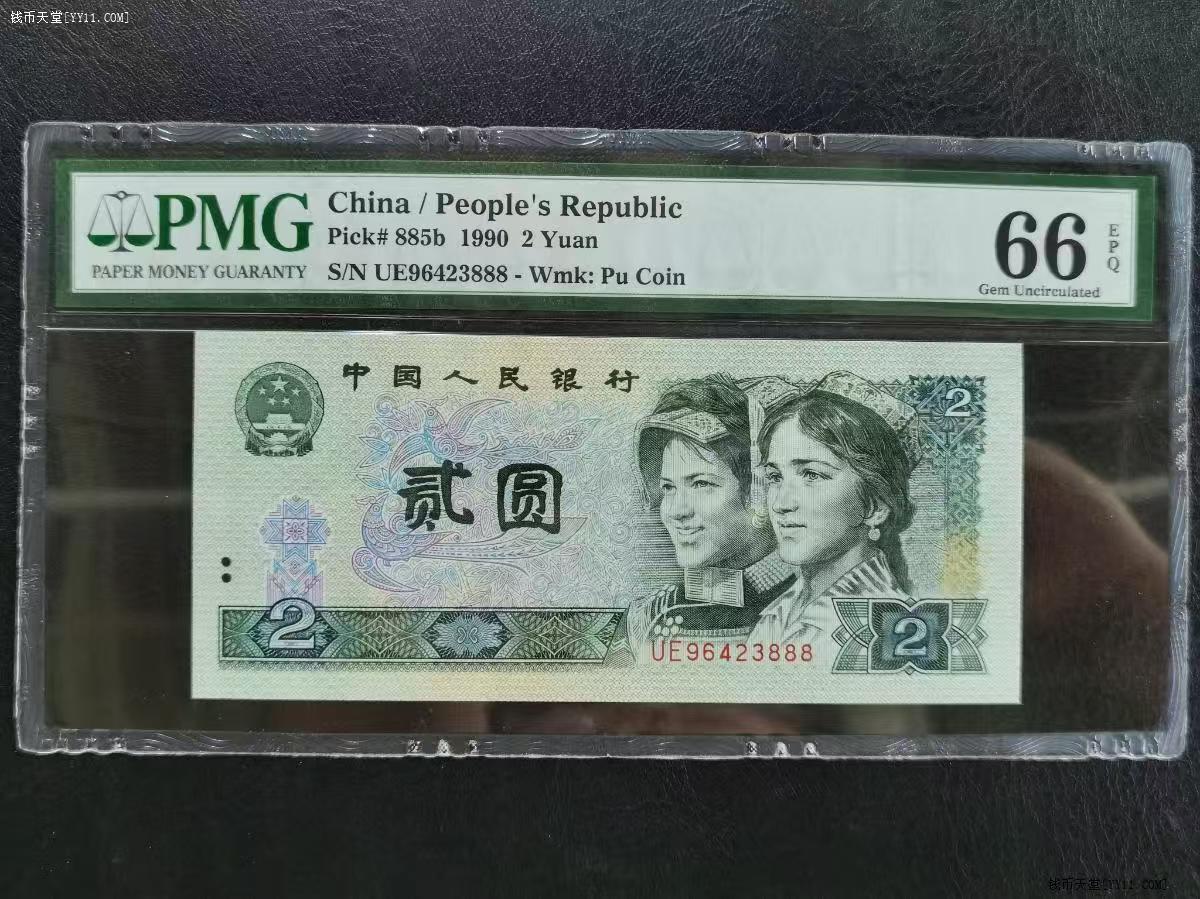 钱币天堂[YY11.COM]
PMG
PAPER MONEY GUARANTY
China / People's Republic
Pick# 885b 1990 2 Yuan
S/N UE96423888 - Wmk: Pu Coin
66
EPQ
Gem Uncirculated
中国人民银行
2
贰圆
2
UE96423888
2
钱币天堂[YY11.COM]